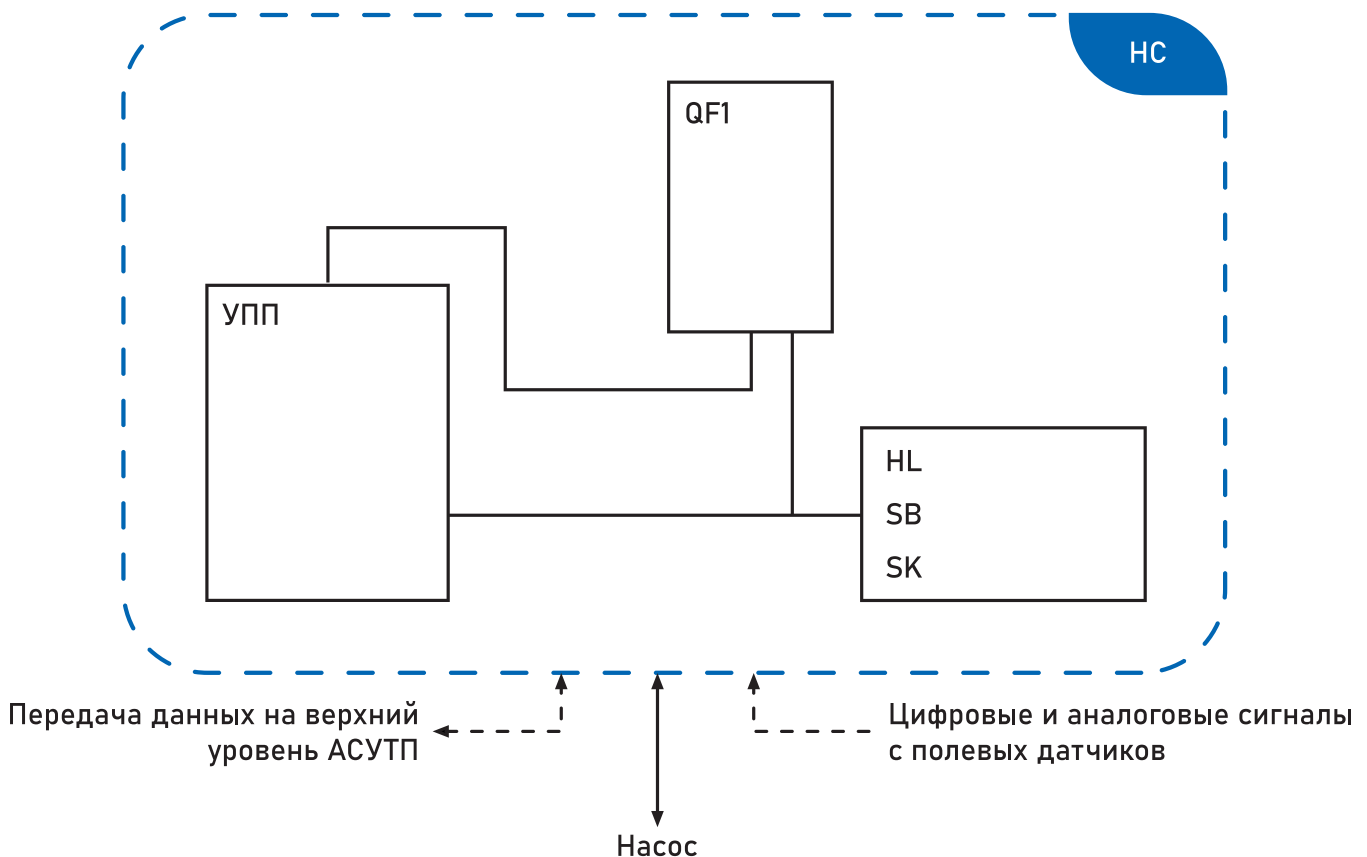 НС
QF1
УПП
HL
SB
SK
Передача данных на верхний
уровень АСУТП
Цифровые и аналоговые сигналы
с полевых датчиков
Насос